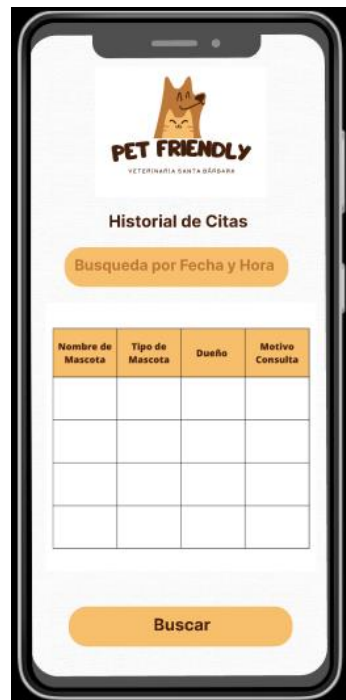 PET FRIENDLY
VETERINARIA SANTA BÁRBARA
Historial de Citas
Busqueda por Fecha y Hora
Nombre de Mascota
Tipo de Mascota
Dueño
Motivo Consulta
Buscar